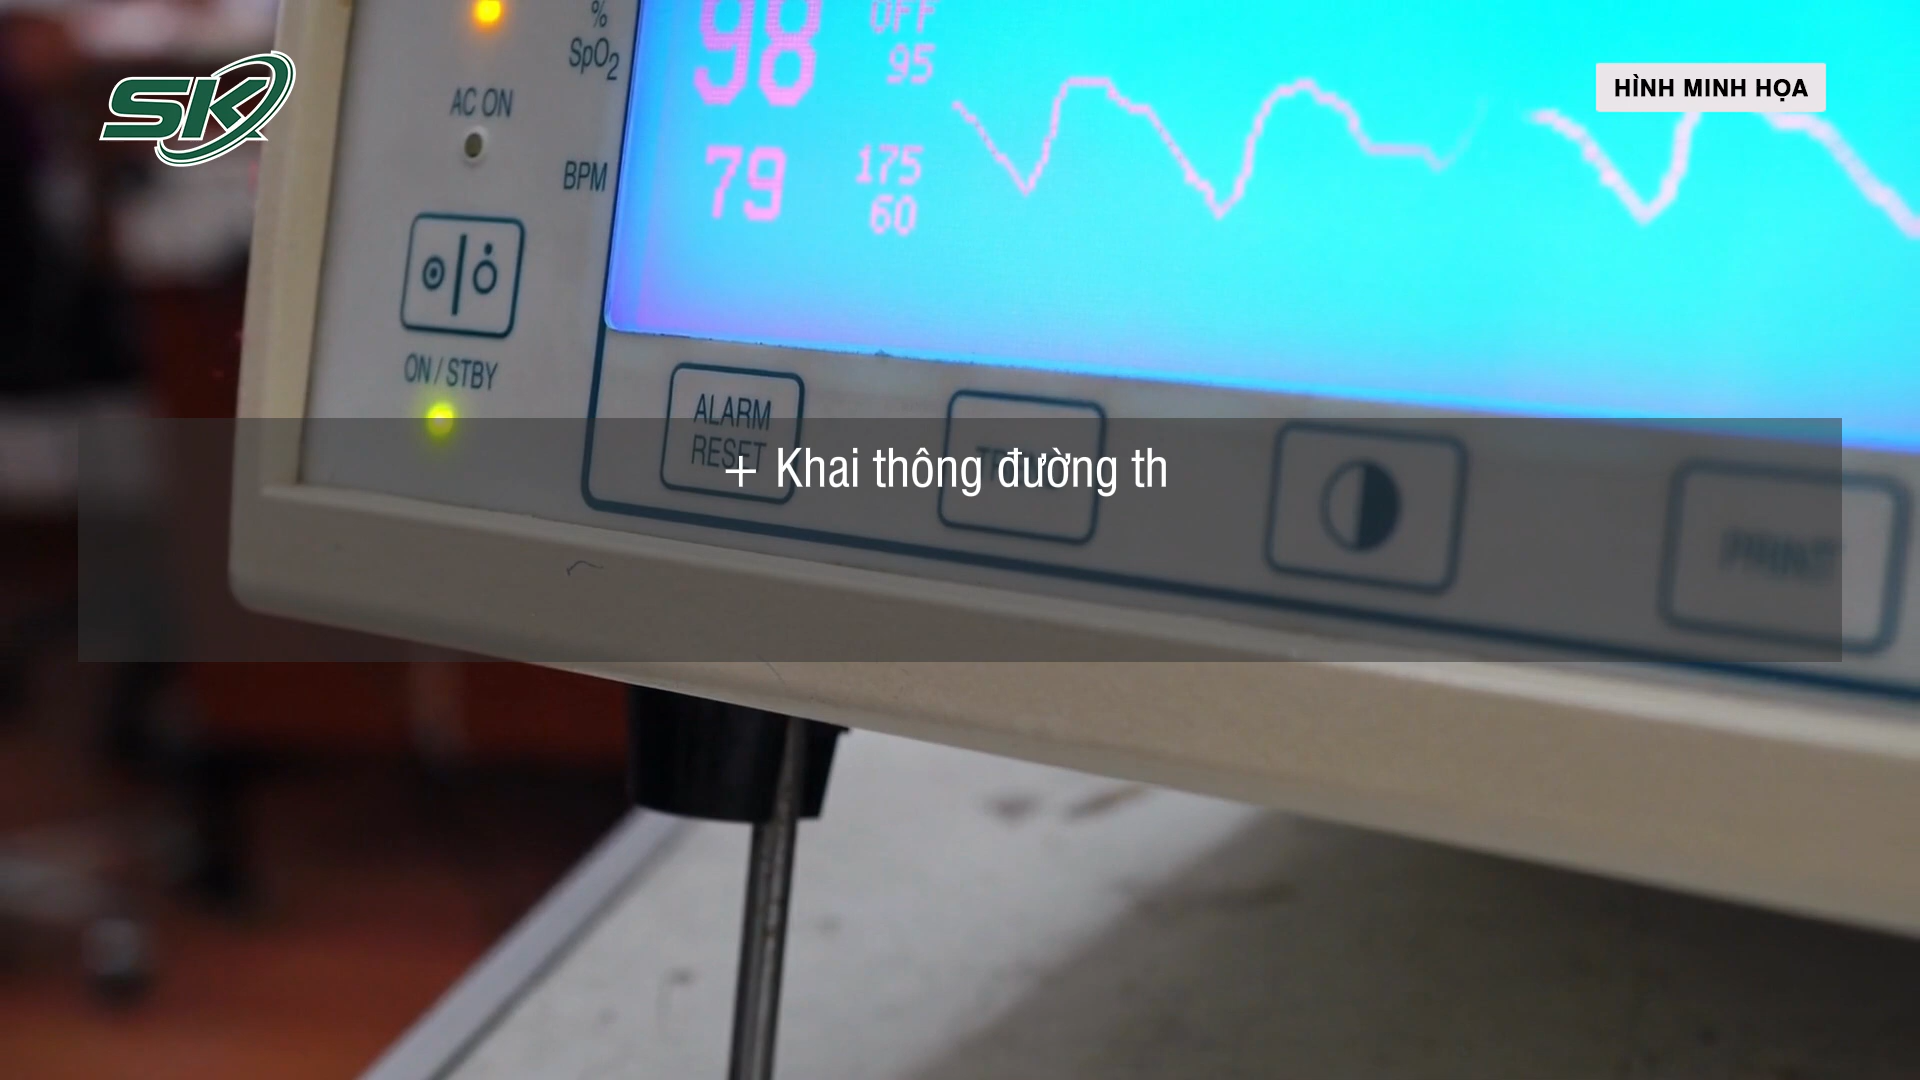 %
SpO2
98
OFF
95
SK
HÌNH MINH HỌA
AC ON
BPM
79
175
60
ON / STBY
ALARM
RESET
+ Khai thông đường th
PRINT